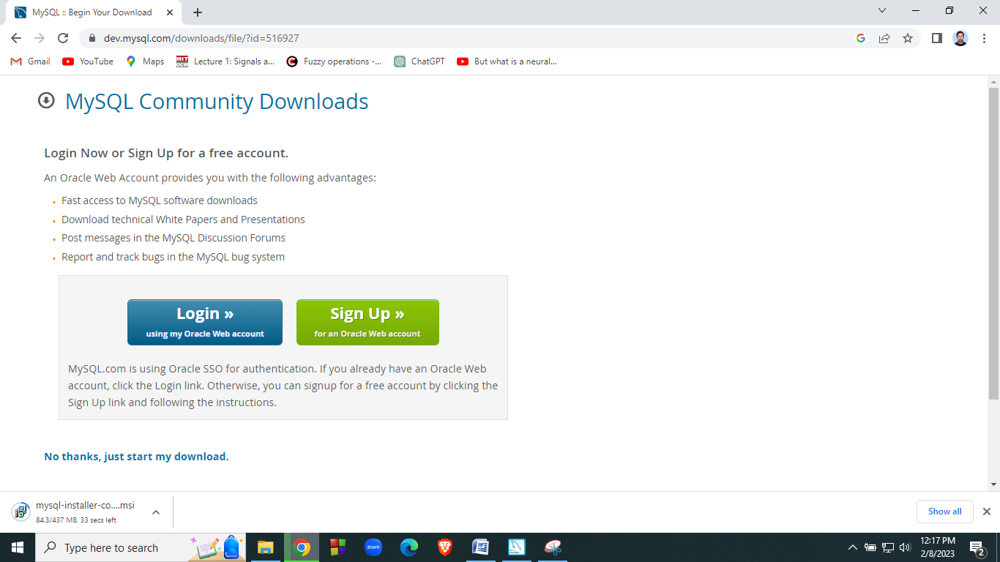 MySQL :: Begin Your Download
dev.mysql.com/downloads/file/?id=516927
Gmail
YouTube
Maps
MIT OCW
Lecture 1: Signals a...
Fuzzy operations -...
ChatGPT
But what is a neural...
MySQL Community Downloads
Login Now or Sign Up for a free account.
An Oracle Web Account provides you with the following advantages:
Fast access to MySQL software downloads
Download technical White Papers and Presentations
Post messages in the MySQL Discussion Forums
Report and track bugs in the MySQL bug system
Login »
using my Oracle Web account
Sign Up »
for an Oracle Web account
MySQL.com is using Oracle SSO for authentication. If you already have an Oracle Web
account, click the Login link. Otherwise, you can signup for a free account by clicking the
Sign Up link and following the instructions.
No thanks, just start my download.
mysql-installer-co....msi
84.3/437 MB, 33 secs left
Show all
Type here to search
zoom
12:17 PM
2/8/2023
2